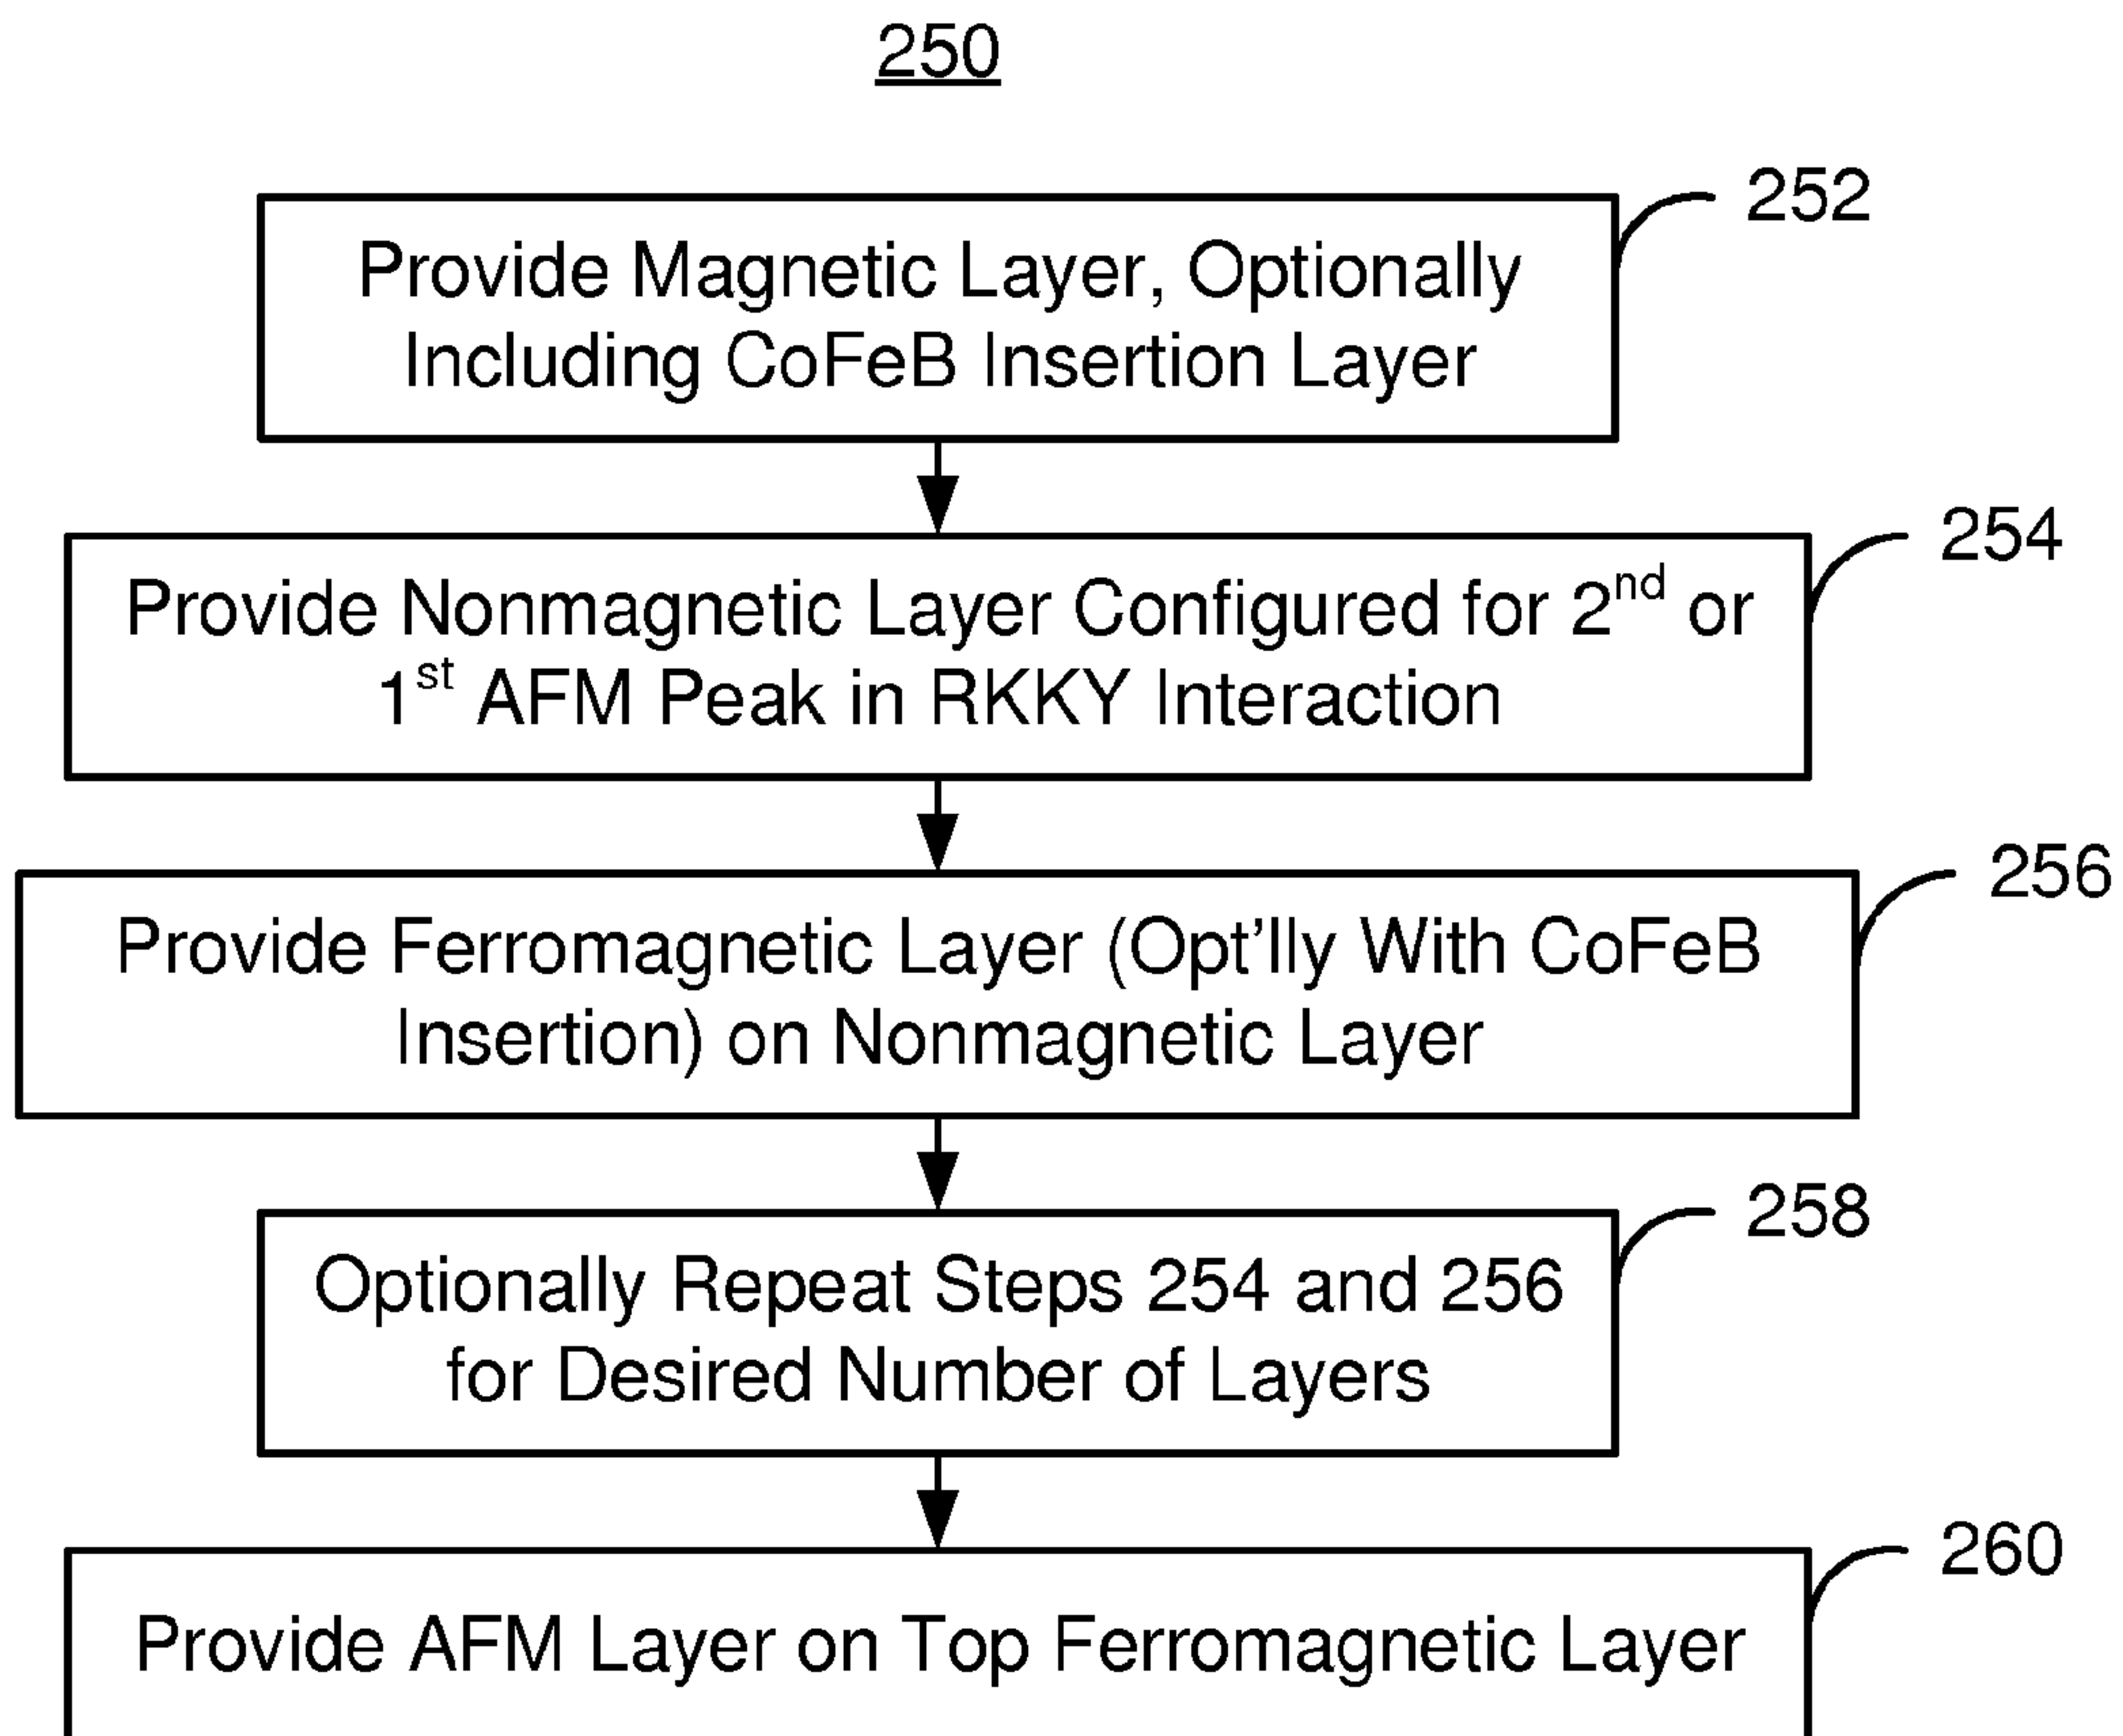 250
252
Provide Magnetic Layer, Optionally
Including CoFeB Insertion Layer
254
Provide Nonmagnetic Layer Configured for 2nd or
1st AFM Peak in RKKY Interaction
256
Provide Ferromagnetic Layer (Opt'lly With CoFeB
Insertion) on Nonmagnetic Layer
258
Optionally Repeat Steps 254 and 256
for Desired Number of Layers
260
Provide AFM Layer on Top Ferromagnetic Layer